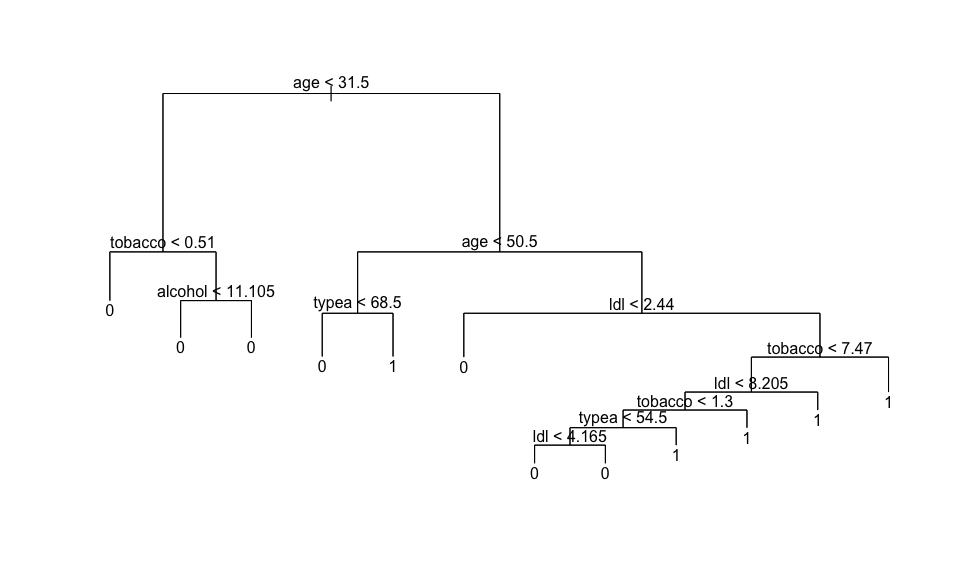 age < 31.5
tobacco < 0.51
age < 50.5
alcohol < 11.105
typea < 68.5
ldl < 2.44
0
0
0
0
1
0
tobacco < 7.47
ldl < 8.205
tobacco < 1.3
1
typea < 54.5
1
ldl < 4.165
1
1
0
0